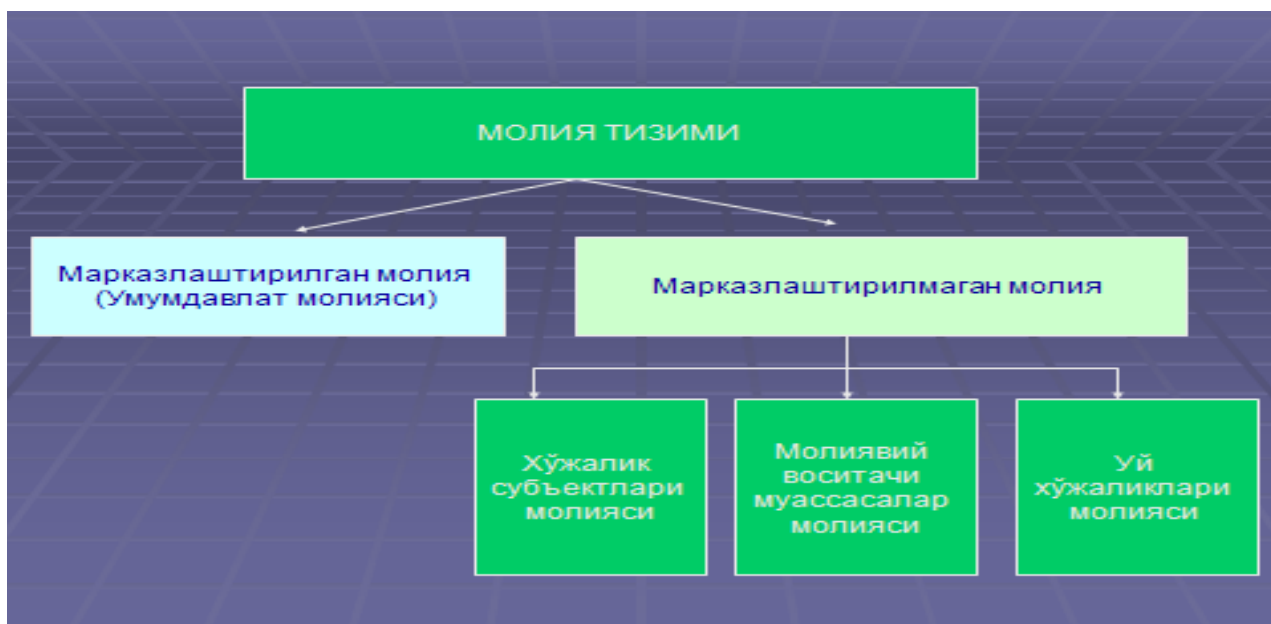 МОЛИЯ ТИЗИМИ
Марказлаштирилган молия
(Умумдавлат молияси)
Марказлаштирилмаган молия
Хўжалик
субъектлари
молияси
Молиявий
воситачи
муассасалар
молияси
Уй
хўжаликлари
молияси